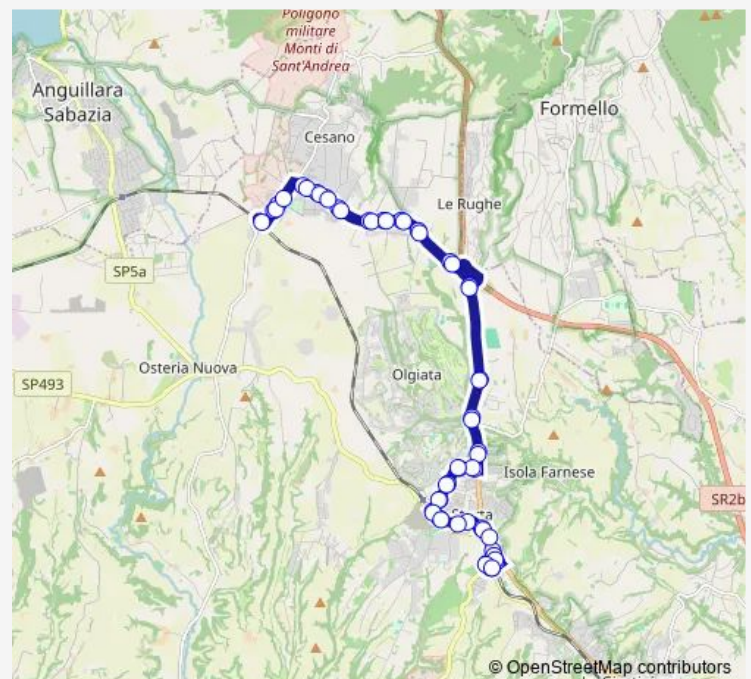 Poligono
militare
Monti di
Sant'Andrea
Anguillara
Sabazia
Cesano
Formello
Le Rughe
SP5a
Osteria Nuova
Olgiata
SP493
Isola Farnese
SR2b
© OpenStreetMap contributors